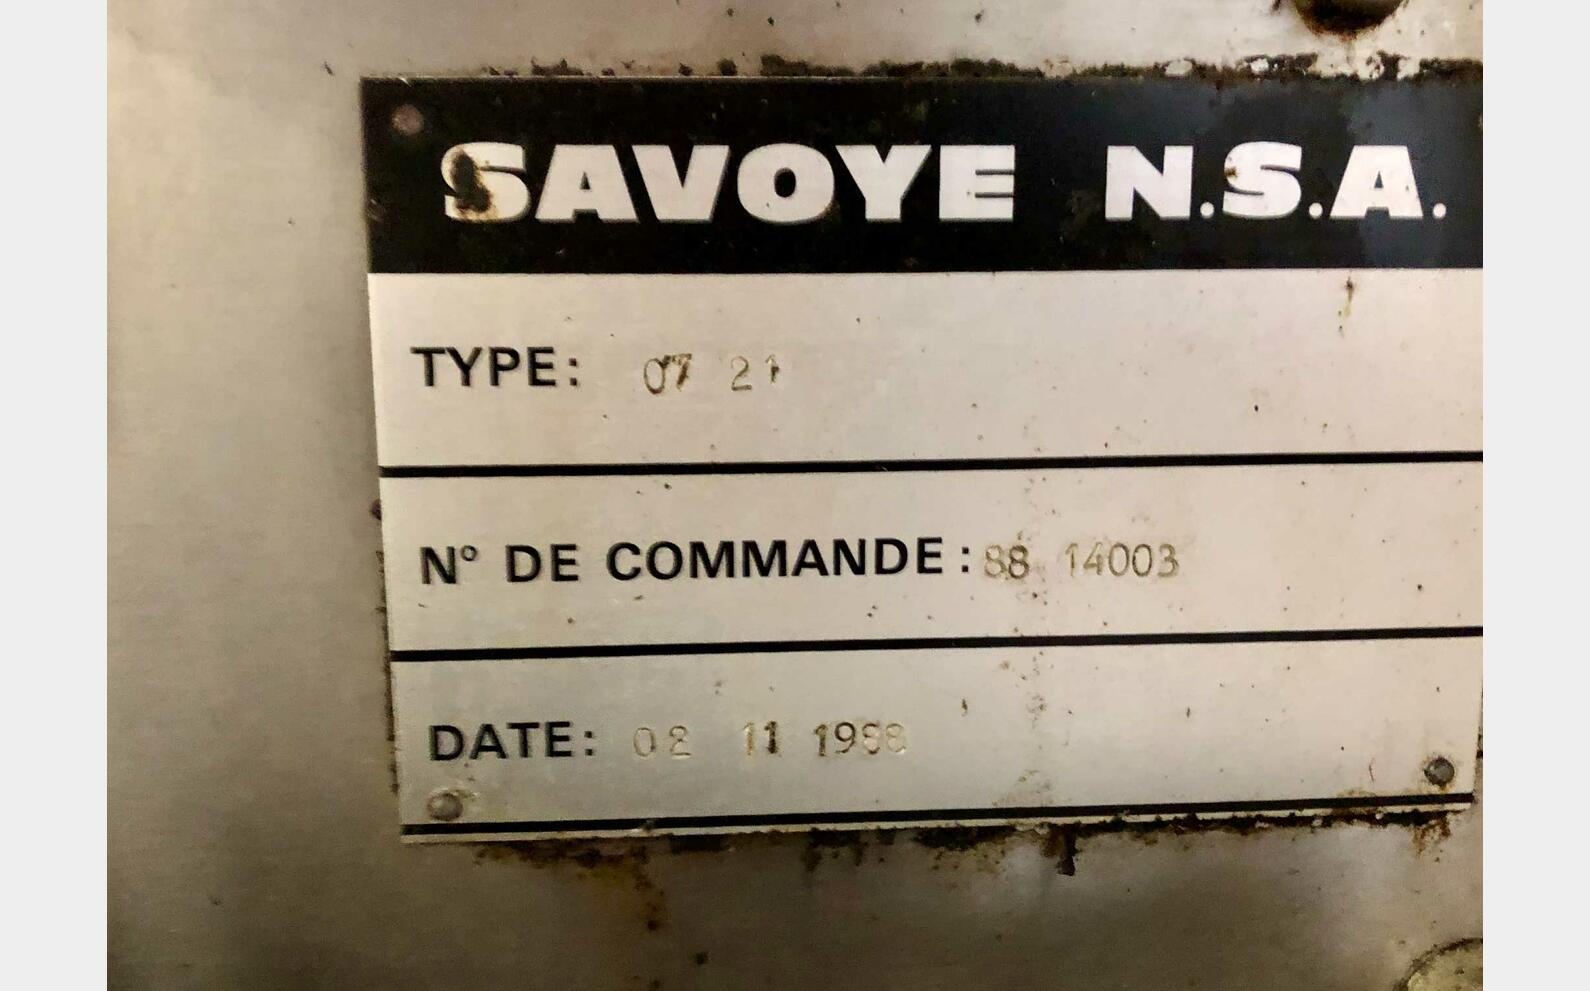 SAVOYE N.S.A.
TYPE: 07 21
N° DE COMMANDE: 88 14003
DATE: 02 11 1988